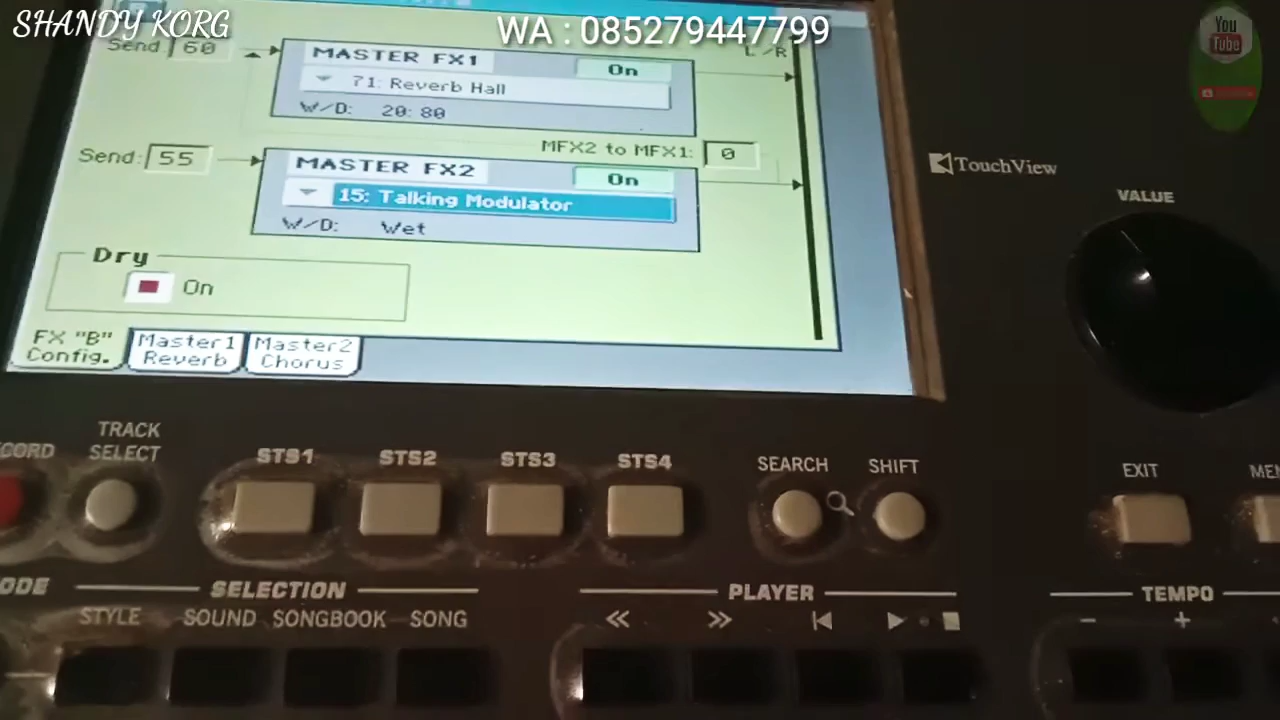 SHANDY KORG
WA : 085279447799
You
Tube
Send 60
MASTER FX1
On
L/R
71: Reverb Hall
W/D: 20:80
MFX2 to MFX1: 0
Send: 55
MASTER FX2
On
15: Talking Modulator
W/D: Wet
Dry
On
FX "B"
Config.
Master1
Reverb
Master2
Chorus
TouchView
VALUE
TRACK
SELECT
STS1
STS2
STS3
STS4
SEARCH
SHIFT
EXIT
SELECTION
PLAYER
TEMPO
STYLE
SOUND
SONGBOOK
SONG
- +